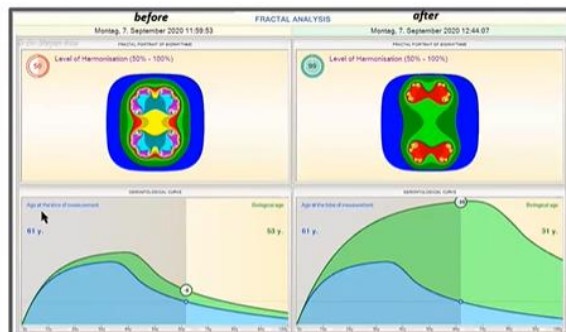 before
FRACTAL ANALYSIS
after
Montag, 7. September 2020 11:59:53
Montag, 7. September 2020 12:44:07
FRACTAL PORTRAIT OF BIORHYTHMS
FRACTAL PORTRAIT OF BIORHYTHMS
50
Level of Harmonisation (50% - 100%)
99
Level of Harmonisation (50% - 100%)
GERONTOLOGICAL CURVE
GERONTOLOGICAL CURVE
Age at the time of measurement
Biological age
Age at the time of measurement
Biological age
61 y.
53 y.
61 y.
31 y.